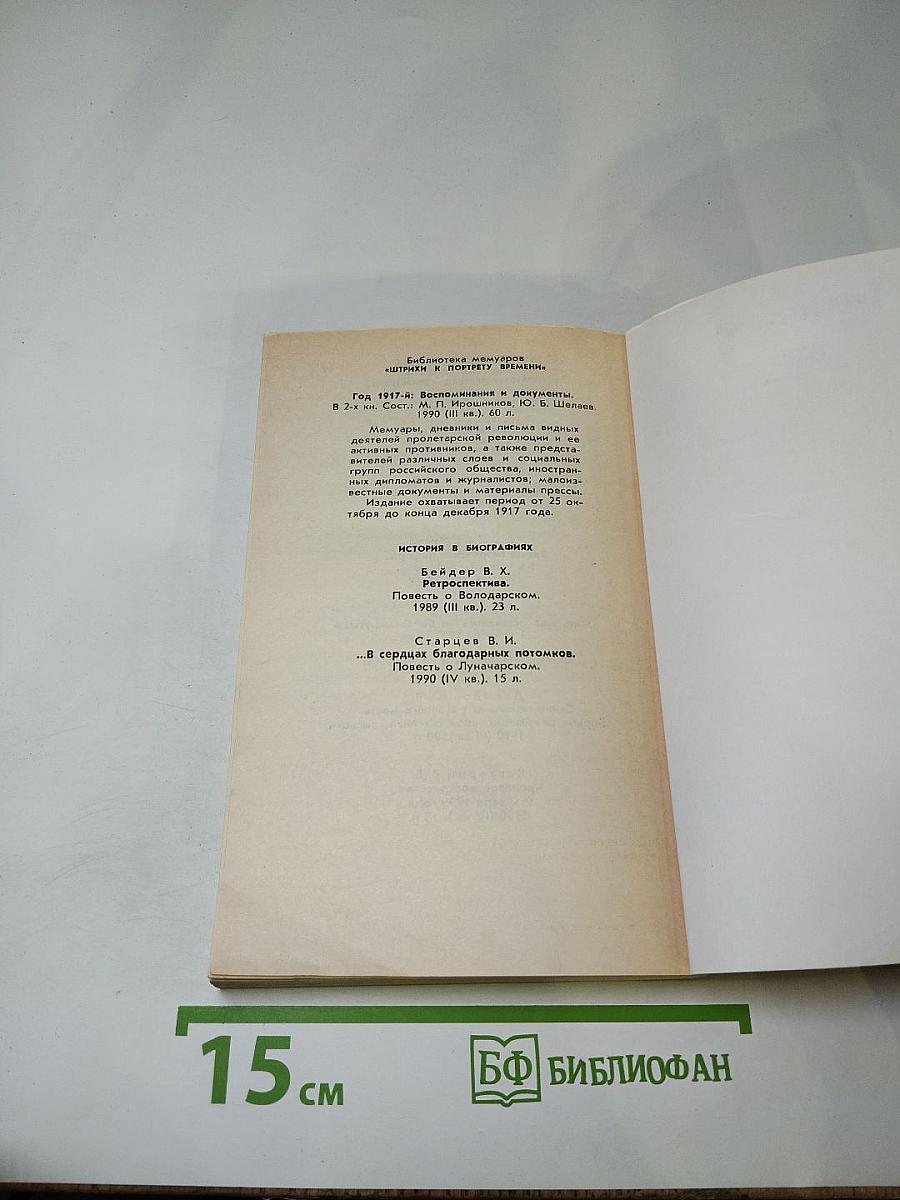 Библиотека мемуаров
«ШТРИХИ К ПОРТРЕТУ ВРЕМЕНИ»
Год 1917-й: Воспоминания и документы.
В 2-х кн. Сост.: М. П. Ирошников, Ю. Б. Шелаев.
1990 (III кв.). 60 л.
Мемуары, дневники и письма видных
деятелей пролетарской революции и ее
активных противников, а также предста-
вителей различных слоев и социальных
групп российского общества, иностран-
ных дипломатов и журналистов; малоиз-
вестные документы и материалы прессы.
Издание охватывает период от 25 ок-
тября до конца декабря 1917 года.
ИСТОРИЯ В БИОГРАФИЯХ
Бейдер В. Х.
Ретроспектива.
Повесть о Володарском.
1989 (III кв.). 23 л.
Старцев В. И.
...В сердцах благодарных потомков.
Повесть о Луначарском.
1990 (IV кв.). 15 л.
15 см
БФ БИБЛИОФАН